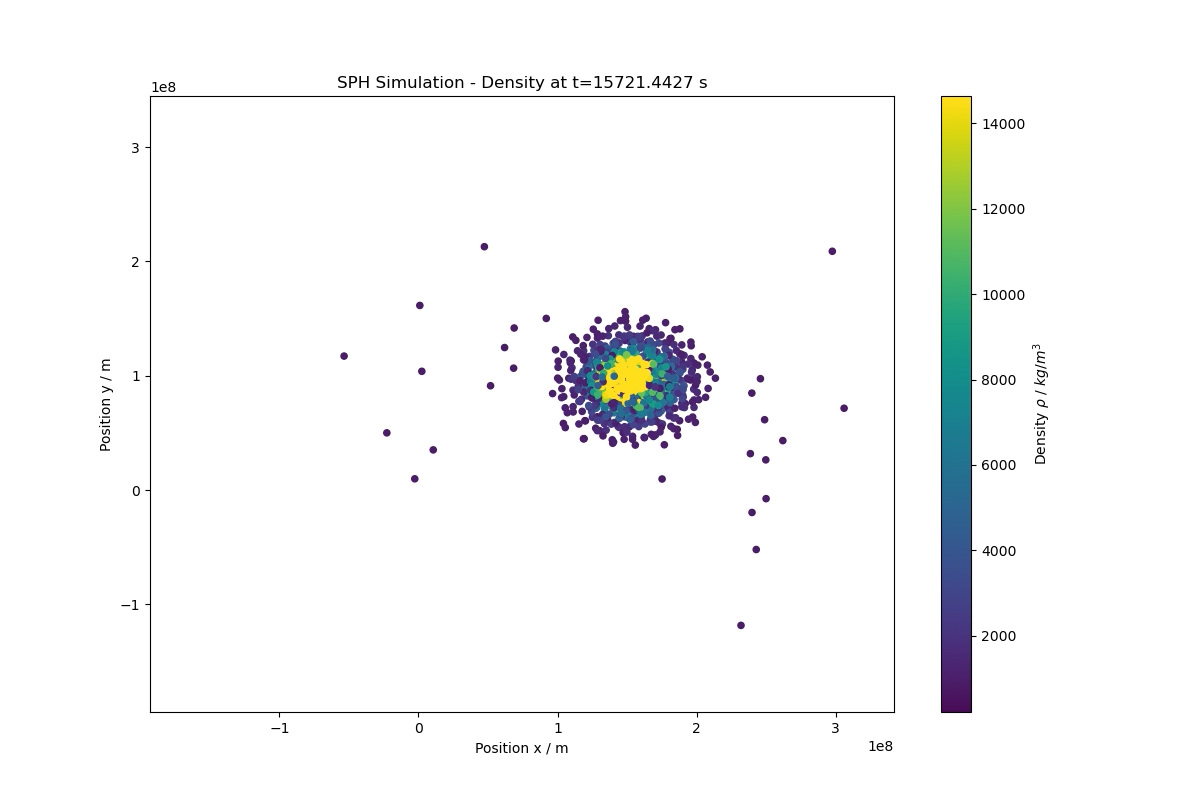 SPH Simulation - Density at t=15721.4427 s
1e8
3
2
1
0
−1
Position y / m
−1
0
1
2
3
1e8
Position x / m
14000
12000
10000
8000
6000
4000
2000
Density ρ / kg/m³